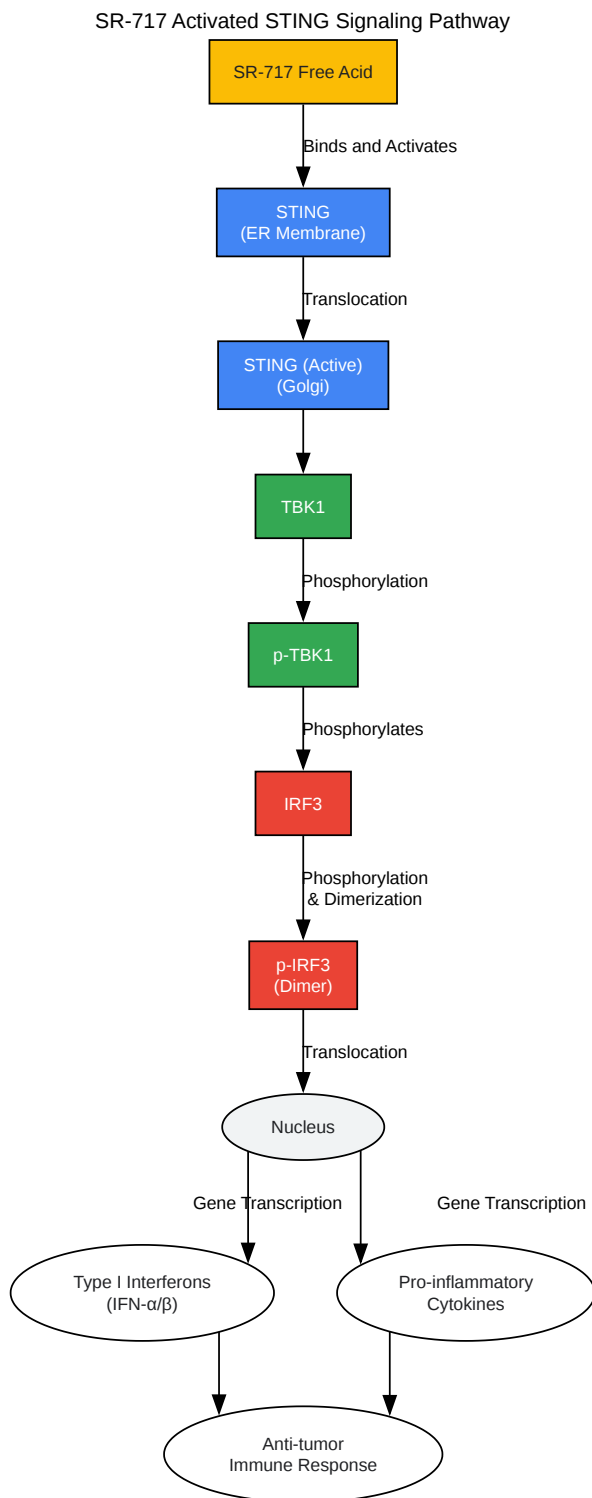 SR-717 Activated STING Signaling Pathway
SR-717 Free Acid
Binds and Activates
STING
(ER Membrane)
Translocation
STING (Active)
(Golgi)
TBK1
Phosphorylation
p-TBK1
Phosphorylates
IRF3
Phosphorylation
& Dimerization
p-IRF3
(Dimer)
Translocation
Nucleus
Gene Transcription
Gene Transcription
Type I Interferons
(IFN-α/β)
Pro-inflammatory
Cytokines
Anti-tumor
Immune Response